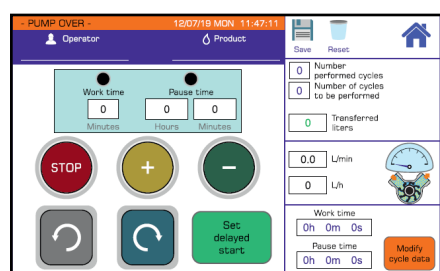 - PUMP OVER - 12/07/19 MON 11:47:11
Operator Product
Work time Pause time
0 0 0
Minutes Hours Minutes
STOP + -
Set
delayed
start
Save Reset
0 Number
performed cycles
0 Number of cycles
to be performed
0 Transferred
liters
0.0 L/min
0 L/h
Work time
0h 0m 0s
Pause time
0h 0m 0s
Modify
cycle data